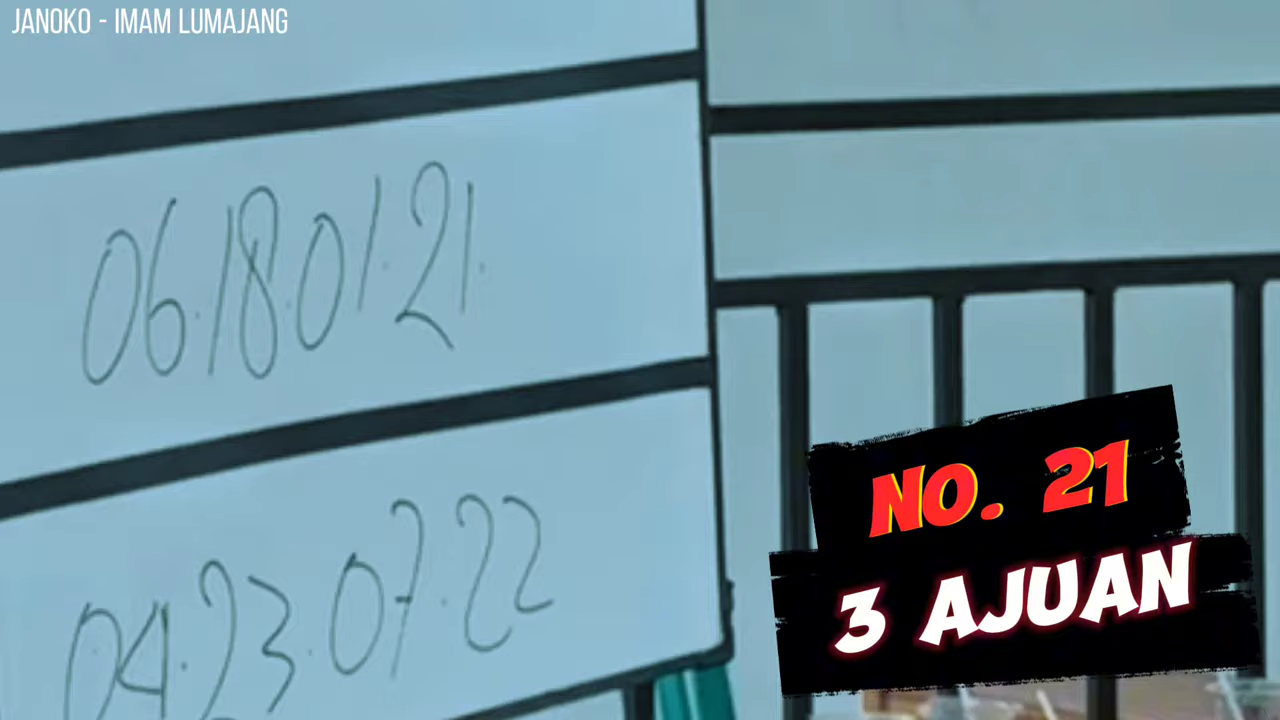 JANOKO - IMAM LUMAJANG
06.18.01.21.
04.23.07.22
NO. 21
3 AJUAN